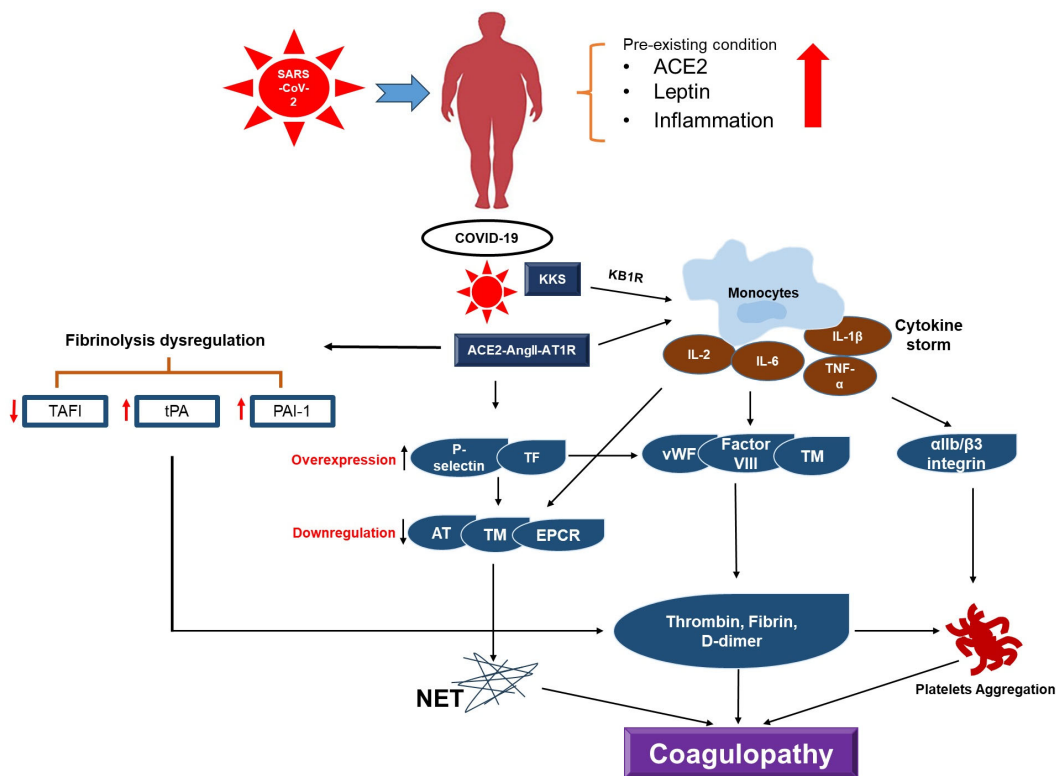 SARS
-CoV-
2
Pre-existing condition
• ACE2
• Leptin
• Inflammation
COVID-19
KKS
KB1R
Monocytes
IL-1β
Cytokine
storm
IL-2
IL-6
TNF-
α
ACE2-AngII-AT1R
Fibrinolysis dysregulation
TAFI
tPA
PAI-1
Overexpression
P-
selectin
TF
vWF
Factor
VIII
TM
αIIb/β3
integrin
Downregulation
AT
TM
EPCR
Thrombin, Fibrin,
D-dimer
NET
Platelets Aggregation
Coagulopathy